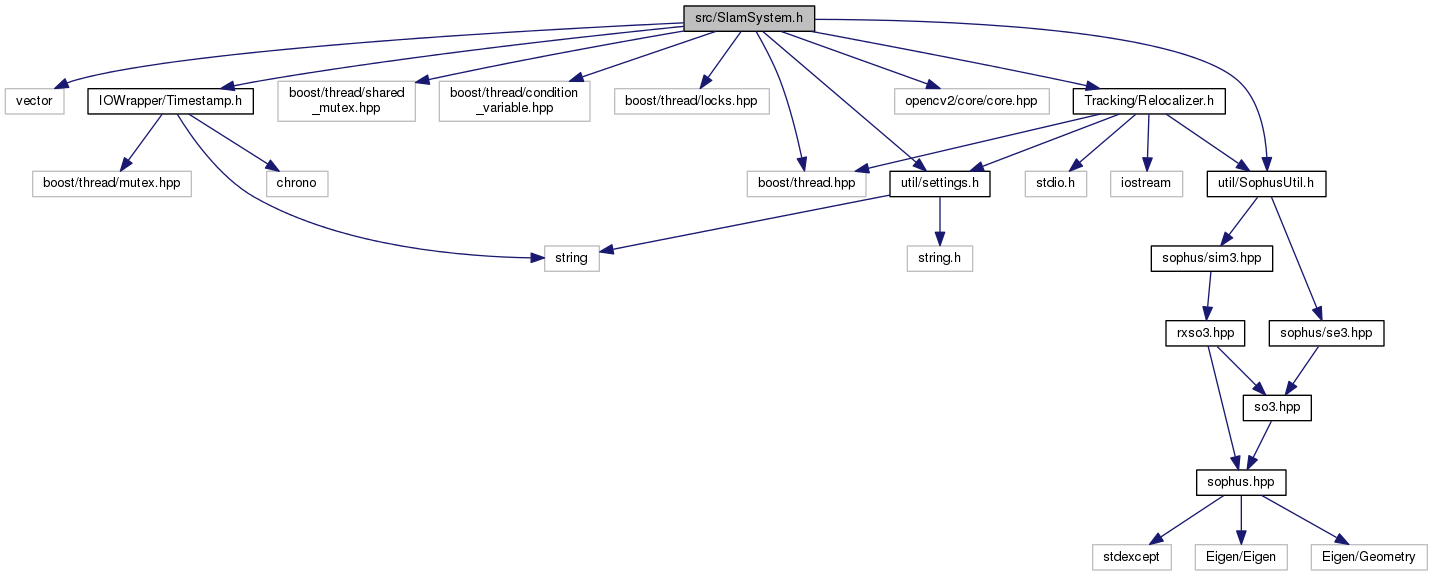 src/SlamSystem.h
vector
IOWrapper/Timestamp.h
boost/thread/shared
_mutex.hpp
boost/thread/condition
_variable.hpp
boost/thread/locks.hpp
opencv2/core/core.hpp
Tracking/Relocalizer.h
boost/thread/mutex.hpp
chrono
boost/thread.hpp
util/settings.h
stdio.h
iostream
util/SophusUtil.h
string
string.h
sophus/sim3.hpp
rxso3.hpp
sophus/se3.hpp
so3.hpp
sophus.hpp
stdexcept
Eigen/Eigen
Eigen/Geometry